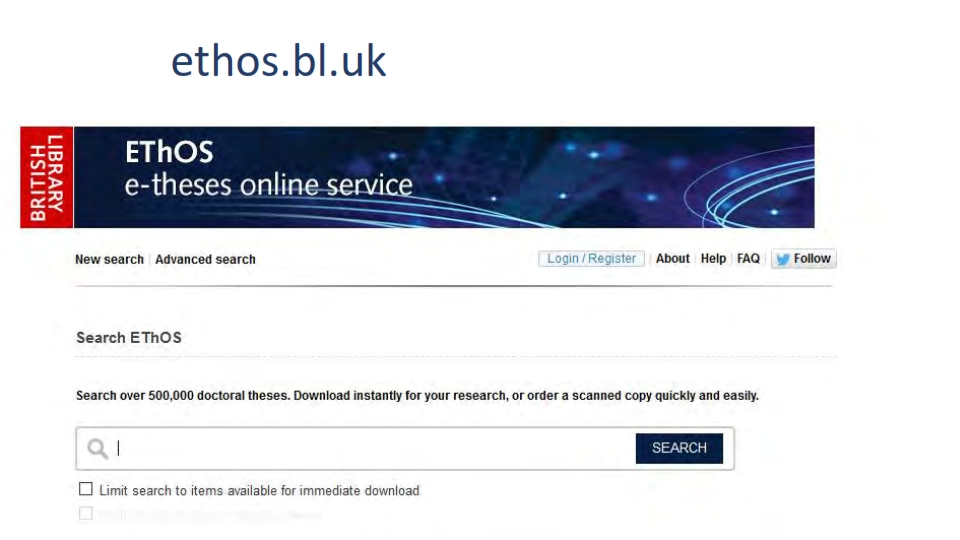 ethos.bl.uk
BRITISH
LIBRARY
EThOS
e-theses online service
New search | Advanced search
Login / Register | About | Help | FAQ | Follow
Search EThOS
Search over 500,000 doctoral theses. Download instantly for your research, or order a scanned copy quickly and easily.
SEARCH
Limit search to items available for immediate download